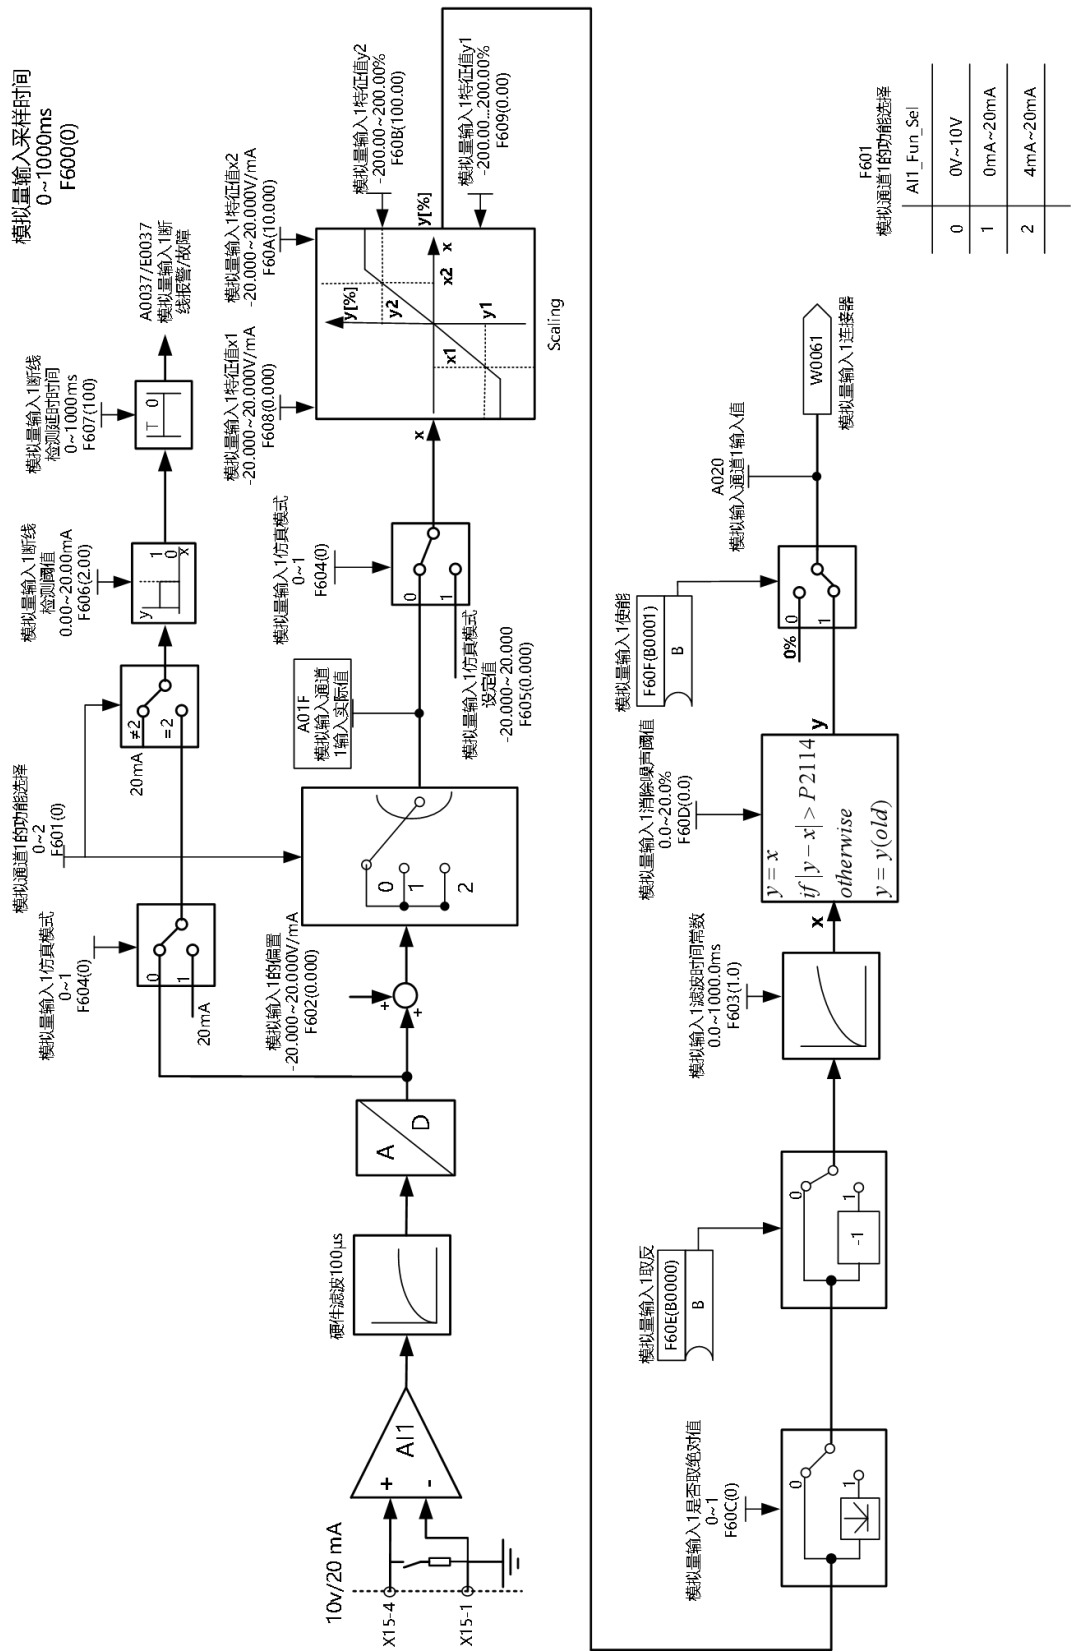 模拟量输入采样时间
0~1000ms
F600(0)
10v/20 mA
X15-4
X15-1
+
-
AI1
硬件滤波100μs
A
D
模拟量输入1仿真模式
0~1
F604(0)
0
1
20mA
模拟通道1的功能选择
0~2
F601(0)
20mA
≠2
=2
模拟量输入1断线
检测阈值
0.00~20.00mA
F606(2.00)
y
1
0
x
模拟量输入1断线
检测延时时间
0~1000ms
F607(100)
T
0
A0037/E0037
模拟量输入1断
线报警/故障
模拟输入1的偏置
-20.000~20.000V/mA
F602(0.000)
+
+
0
1
2
A01F
模拟输入通道
1输入实际值
模拟量输入1仿真模式
0~1
F604(0)
0
1
模拟量输入1仿真模式
设定值
-20.000~20.000
F605(0.000)
x
模拟量输入1特征值x1
-20.000~20.000V/mA
F608(0.000)
模拟量输入1特征值x2
-20.000~20.000V/mA
F60A(10.000)
y[%]
y2
x2
x
x1
y1
Scaling
y[%]
模拟量输入1特征值y2
-200.00~200.00%
F60B(100.00)
模拟量输入1特征值y1
-200.00...200.00%
F609(0.00)
模拟量输入1是否取绝对值
0~1
F60C(0)
0
1
模拟量输入1取反
F60E(B0000)
B
0
1
-1
模拟输入1滤波时间常数
0.0~1000.0ms
F603(1.0)
x
模拟量输入1消除噪声阈值
0.0~20.0%
F60D(0.0)
y = x
if |y − x| > P2114
otherwise
y = y(old)
y
模拟量输入1使能
F60F(B0001)
B
0%
0
1
A020
模拟输入通道1输入值
W0061
模拟量输入1连接器
F601
模拟通道1的功能选择
AI1_Fun_Sel
0 0V~10V
1 0mA~20mA
2 4mA~20mA